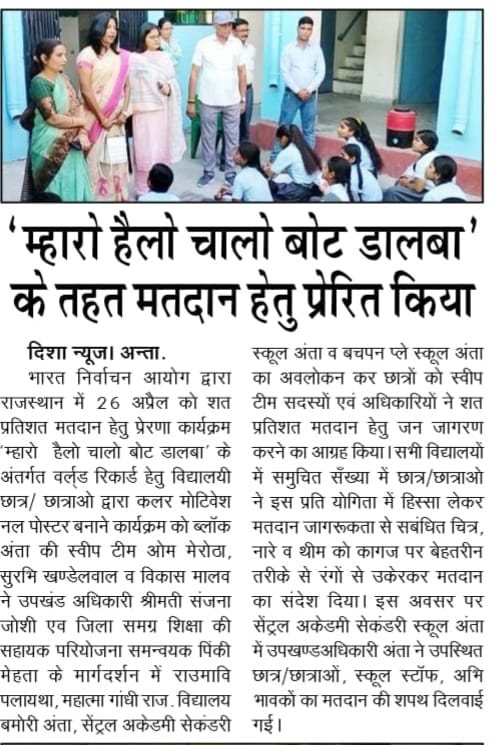 ‘म्हारो हैलो चालो बोट डालबा’
के तहत मतदान हेतु प्रेरित किया
दिशा न्यूज। अन्ता.
भारत निर्वाचन आयोग द्वारा
राजस्थान में 26 अप्रैल को शत
प्रतिशत मतदान हेतु प्रेरणा कार्यक्रम
‘म्हारो हैलो चालो बोट डालबा’ के
अंतर्गत वर्ल्ड रिकार्ड हेतु विद्यालयी
छात्र/ छात्राओ द्वारा कलर मोटिवेश
नल पोस्टर बनाने कार्यक्रम को ब्लॉक
अंता की स्वीप टीम ओम मेरोठा,
सुरभि खण्डेलवाल व विकास मालव
ने उपखंड अधिकारी श्रीमती संजना
जोशी एव जिला समग्र शिक्षा की
सहायक परियोजना समन्वयक पिंकी
मेहता के मार्गदर्शन में राउमावि
पलायथा, महात्मा गांधी राज. विद्यालय
बमोरी अंता, सेंट्रल अकेडमी सेकंडरी
स्कूल अंता व बचपन प्ले स्कूल अंता
का अवलोकन कर छात्रों को स्वीप
टीम सदस्यों एवं अधिकारियों ने शत
प्रतिशत मतदान हेतु जन जागरण
करने का आग्रह किया। सभी विद्यालयों
में समुचित सँख्या में छात्र/छात्राओ
ने इस प्रति योगिता में हिस्सा लेकर
मतदान जागरूकता से सबंधित चित्र,
नारे व थीम को कागज पर बेहतरीन
तरीके से रंगों से उकेरकर मतदान
का संदेश दिया। इस अवसर पर
सेंट्रल अकेडमी सेकंडरी स्कूल अंता
में उपखण्डअधिकारी अंता ने उपस्थित
छात्र/छात्राओं, स्कूल स्टॉफ, अभि
भावकों का मतदान की शपथ दिलवाई
गई।